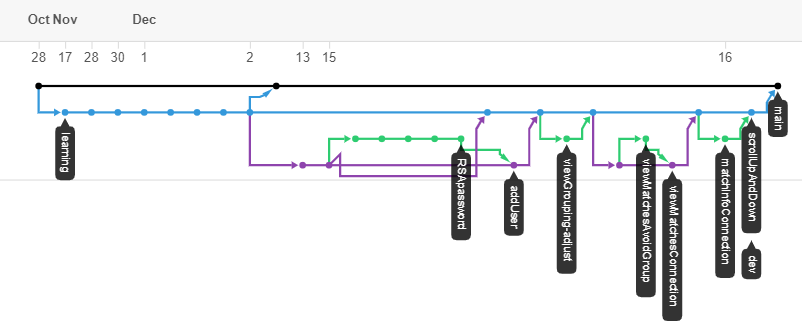 Oct Nov Dec
28 17 28 30 1 2 13 15 16
main
learning
scrollUpAndDown
RSApassword
viewGrouping-adjust
viewMatchesAvoidGroup
matchInfoConnection
addUser
viewMatchesConnection
dev